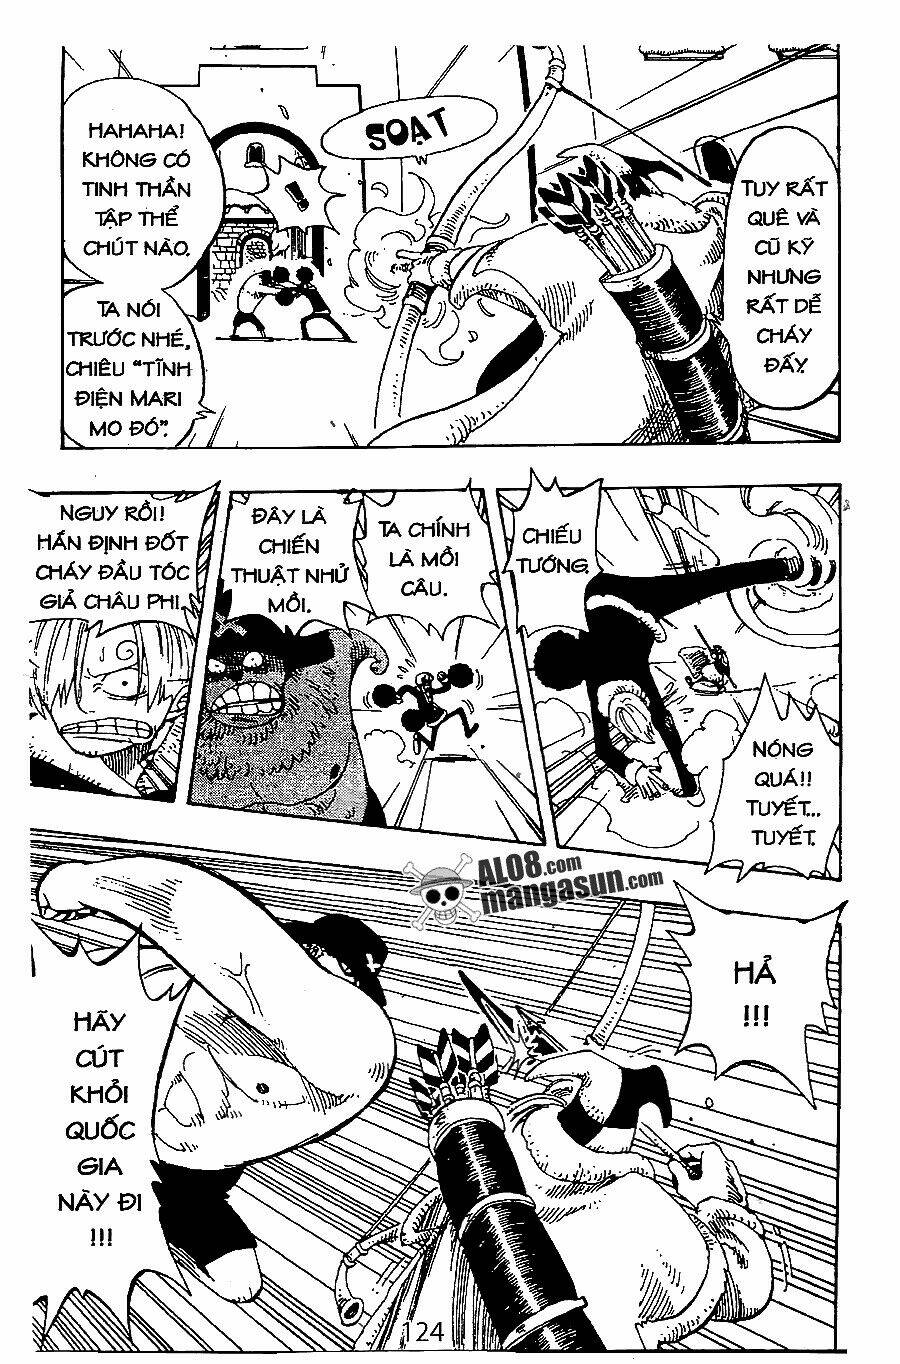 HAHAHA!
KHÔNG CÓ
TINH THẦN
TẬP THỂ
CHÚT NÀO.
TA NÓI
TRƯỚC NHÉ,
CHIÊU “TĨNH
ĐIỆN MARI
MO ĐÓ”.
!
SOẠT
TUY RẤT
QUÊ VÀ
CŨ KỸ
NHƯNG
RẤT DỄ
CHÁY
ĐẤY.
NGUY RỒI!
HẮN ĐỊNH ĐỐT
CHÁY ĐẦU TÓC
GIẢ CHÂU PHI.
ĐÂY LÀ
CHIẾN
THUẬT NHỬ
MỒI.
TA CHÍNH
LÀ MỒI
CÂU.
CHIẾU
TƯỚNG.
NÓNG
QUÁ!!
TUYẾT...
TUYẾT.
ALO8.com
mangasun.com
HẢ
!!!
HÃY
CÚT
KHỎI
QUỐC
GIA
NÀY ĐI
!!!
124